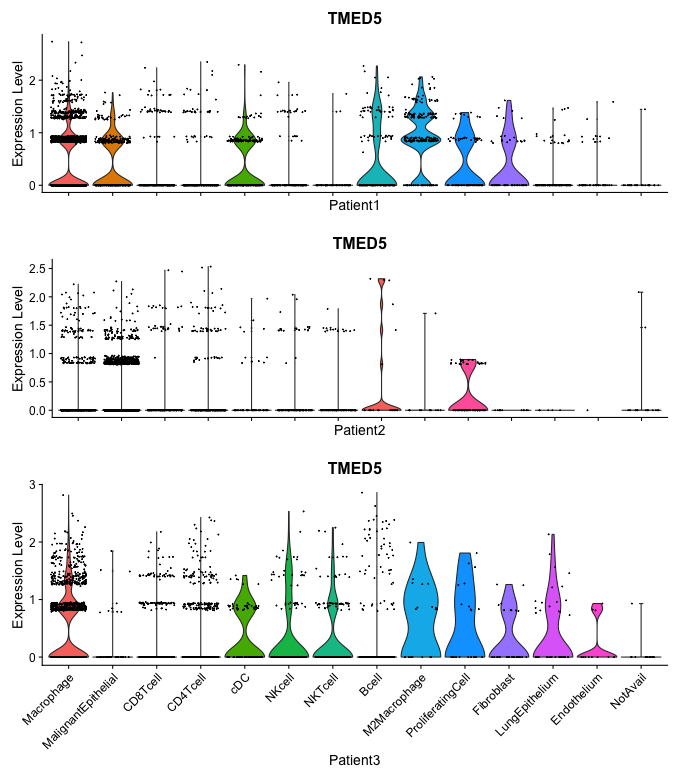 TMED5
Expression Level
2
1
0
Patient1
TMED5
Expression Level
2.5
2.0
1.5
1.0
0.5
0.0
Patient2
TMED5
Expression Level
3
2
1
0
Macrophage
MalignantEpithelial
CD8Tcell
CD4Tcell
cDC
NKcell
NKTcell
Bcell
M2Macrophage
ProliferatingCell
Fibroblast
LungEpithelium
Endothelium
NotAvail
Patient3